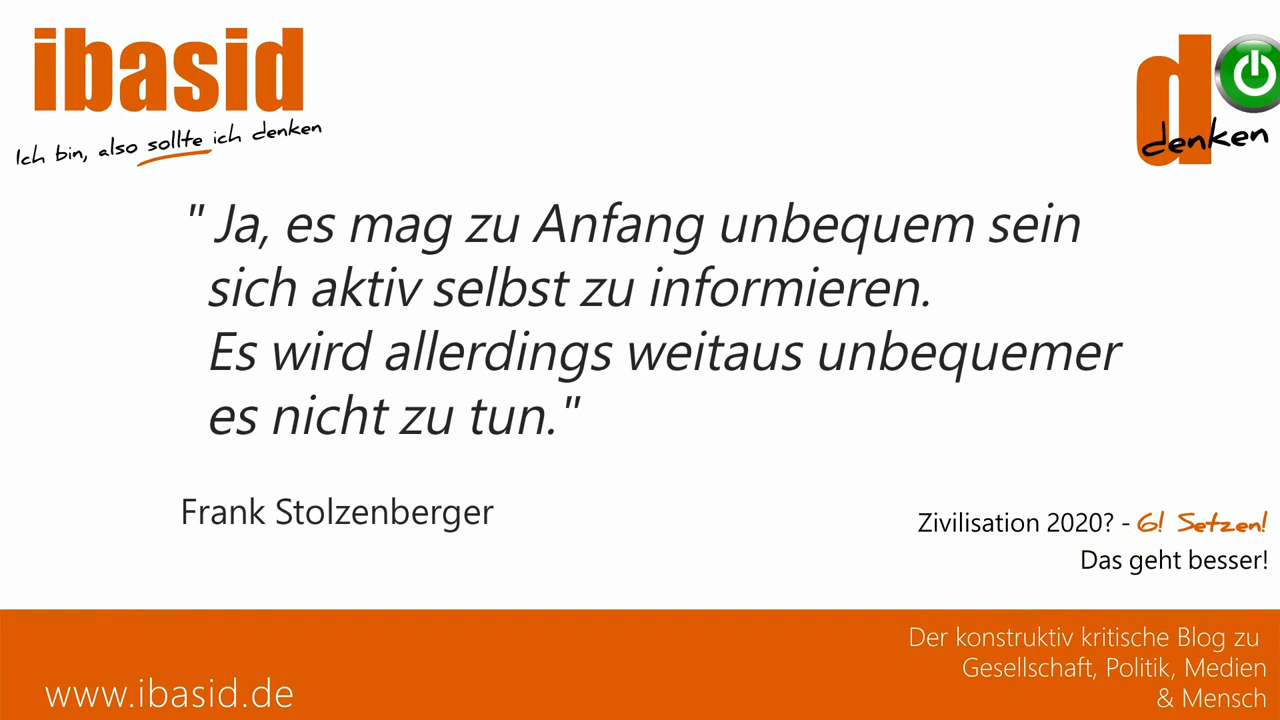 ibasid
Ich bin, also sollte ich denken
d
denken
" Ja, es mag zu Anfang unbequem sein
sich aktiv selbst zu informieren.
Es wird allerdings weitaus unbequemer
es nicht zu tun."
Frank Stolzenberger
Zivilisation 2020? - 6! Setzen!
Das geht besser!
Der konstruktiv kritische Blog zu
Gesellschaft, Politik, Medien
& Mensch
www.ibasid.de